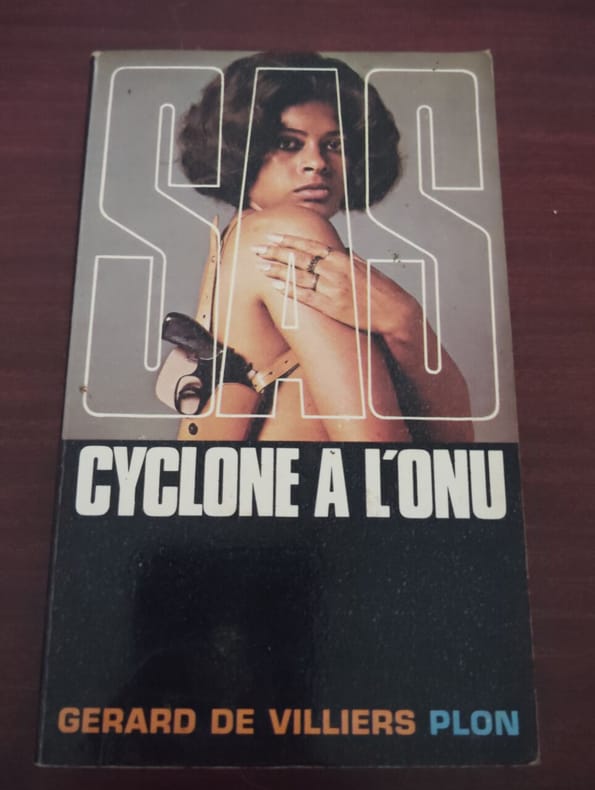 SAS
CYCLONE A L'ONU
GERARD DE VILLIERS PLON